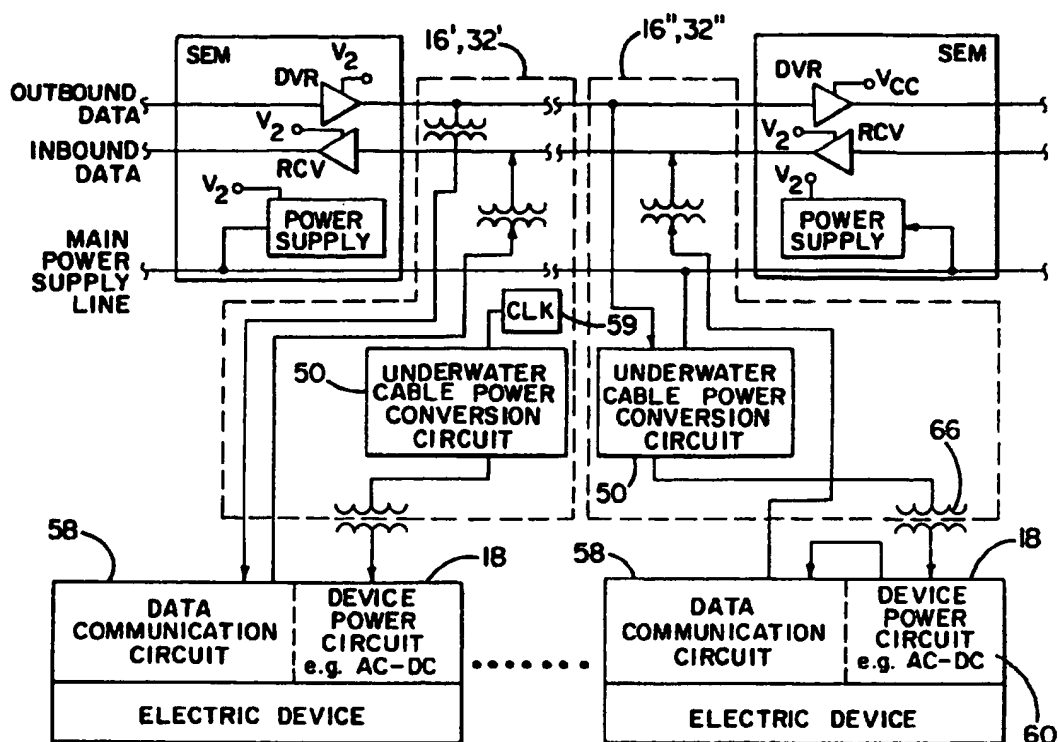 16',32'
16",32"
SEM
V2
DVR
OUTBOUND
DATA
V2
INBOUND
DATA
RCV
V2
POWER
SUPPLY
MAIN
POWER
SUPPLY
LINE
SEM
DVR
VCC
V2
RCV
V2
POWER
SUPPLY
CLK
59
50
UNDERWATER
CABLE POWER
CONVERSION
CIRCUIT
UNDERWATER
CABLE POWER
CONVERSION
CIRCUIT
50
66
58
18
DATA
COMMUNICATION
CIRCUIT
DEVICE
POWER
CIRCUIT
e.g. AC-DC
ELECTRIC DEVICE
58
18
DATA
COMMUNICATION
CIRCUIT
DEVICE
POWER
CIRCUIT
e.g. AC-DC
ELECTRIC DEVICE
60